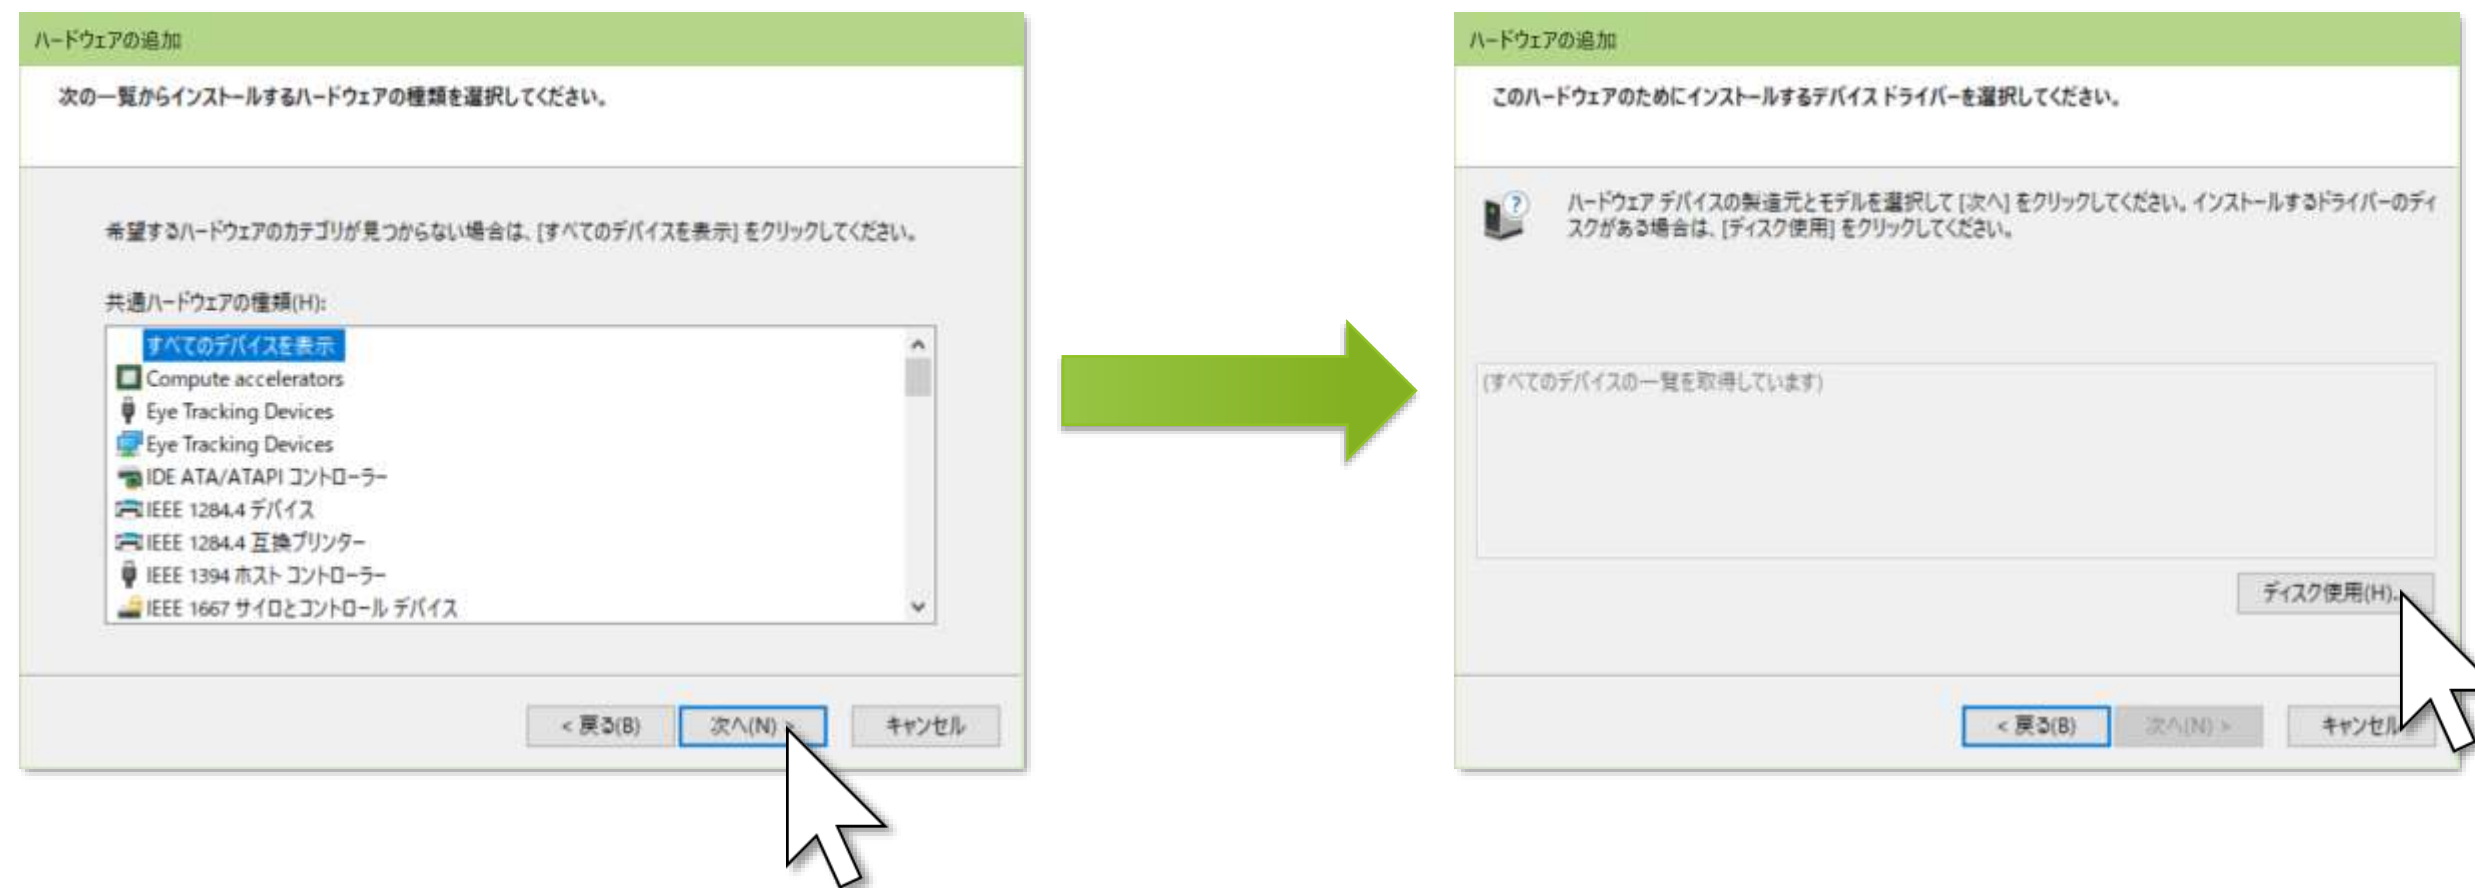 ハードウェアの追加
次の一覧からインストールするハードウェアの種類を選択してください。
希望するハードウェアのカテゴリが見つからない場合は、[すべてのデバイスを表示] をクリックしてください。
共通ハードウェアの種類(H):
すべてのデバイスを表示
Compute accelerators
Eye Tracking Devices
Eye Tracking Devices
IDE ATA/ATAPI コントローラー
IEEE 1284.4 デバイス
IEEE 1284.4 互換プリンター
IEEE 1394 ホスト コントローラー
IEEE 1667 サイロとコントロール デバイス
< 戻る(B)
次へ(N) >
キャンセル
ハードウェアの追加
このハードウェアのためにインストールするデバイス ドライバーを選択してください。
ハードウェア デバイスの製造元とモデルを選択して [次へ] をクリックしてください。インストールするドライバーのディ
スクがある場合は、[ディスク使用] をクリックしてください。
(すべてのデバイスの一覧を取得しています)
ディスク使用(H)...
< 戻る(B)
次へ(N) >
キャンセル